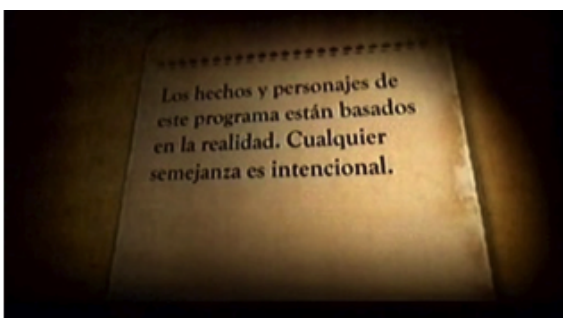 Los hechos y personajes de
este programa están basados
en la realidad. Cualquier
semejanza es intencional.